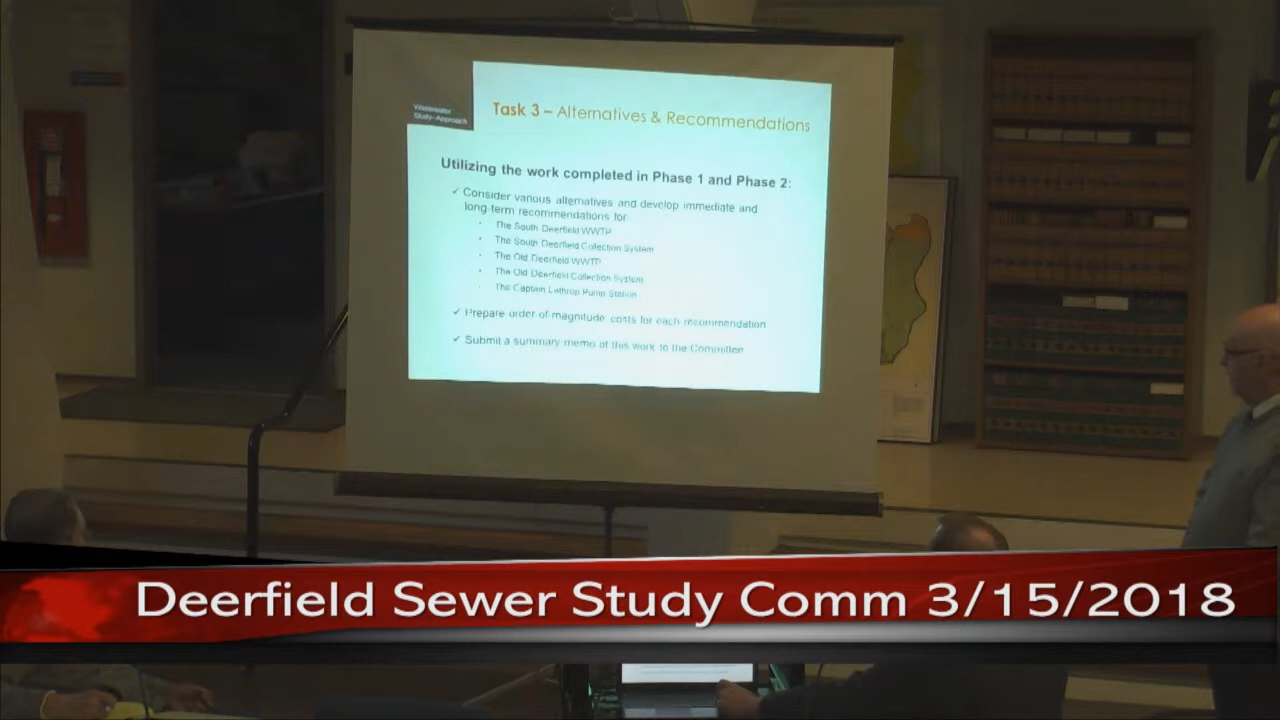 Wastewater
Study–Approach
Task 3 – Alternatives & Recommendations
Utilizing the work completed in Phase 1 and Phase 2:
✓ Consider various alternatives and develop immediate and
long-term recommendations for:
• The South Deerfield WWTP
• The South Deerfield Collection System
• The Old Deerfield WWTP
• The Old Deerfield Collection System
• The Captain Lathrop Pump Station
✓ Prepare order of magnitude costs for each recommendation
✓ Submit a summary memo of this work to the Committee
Deerfield Sewer Study Comm 3/15/2018